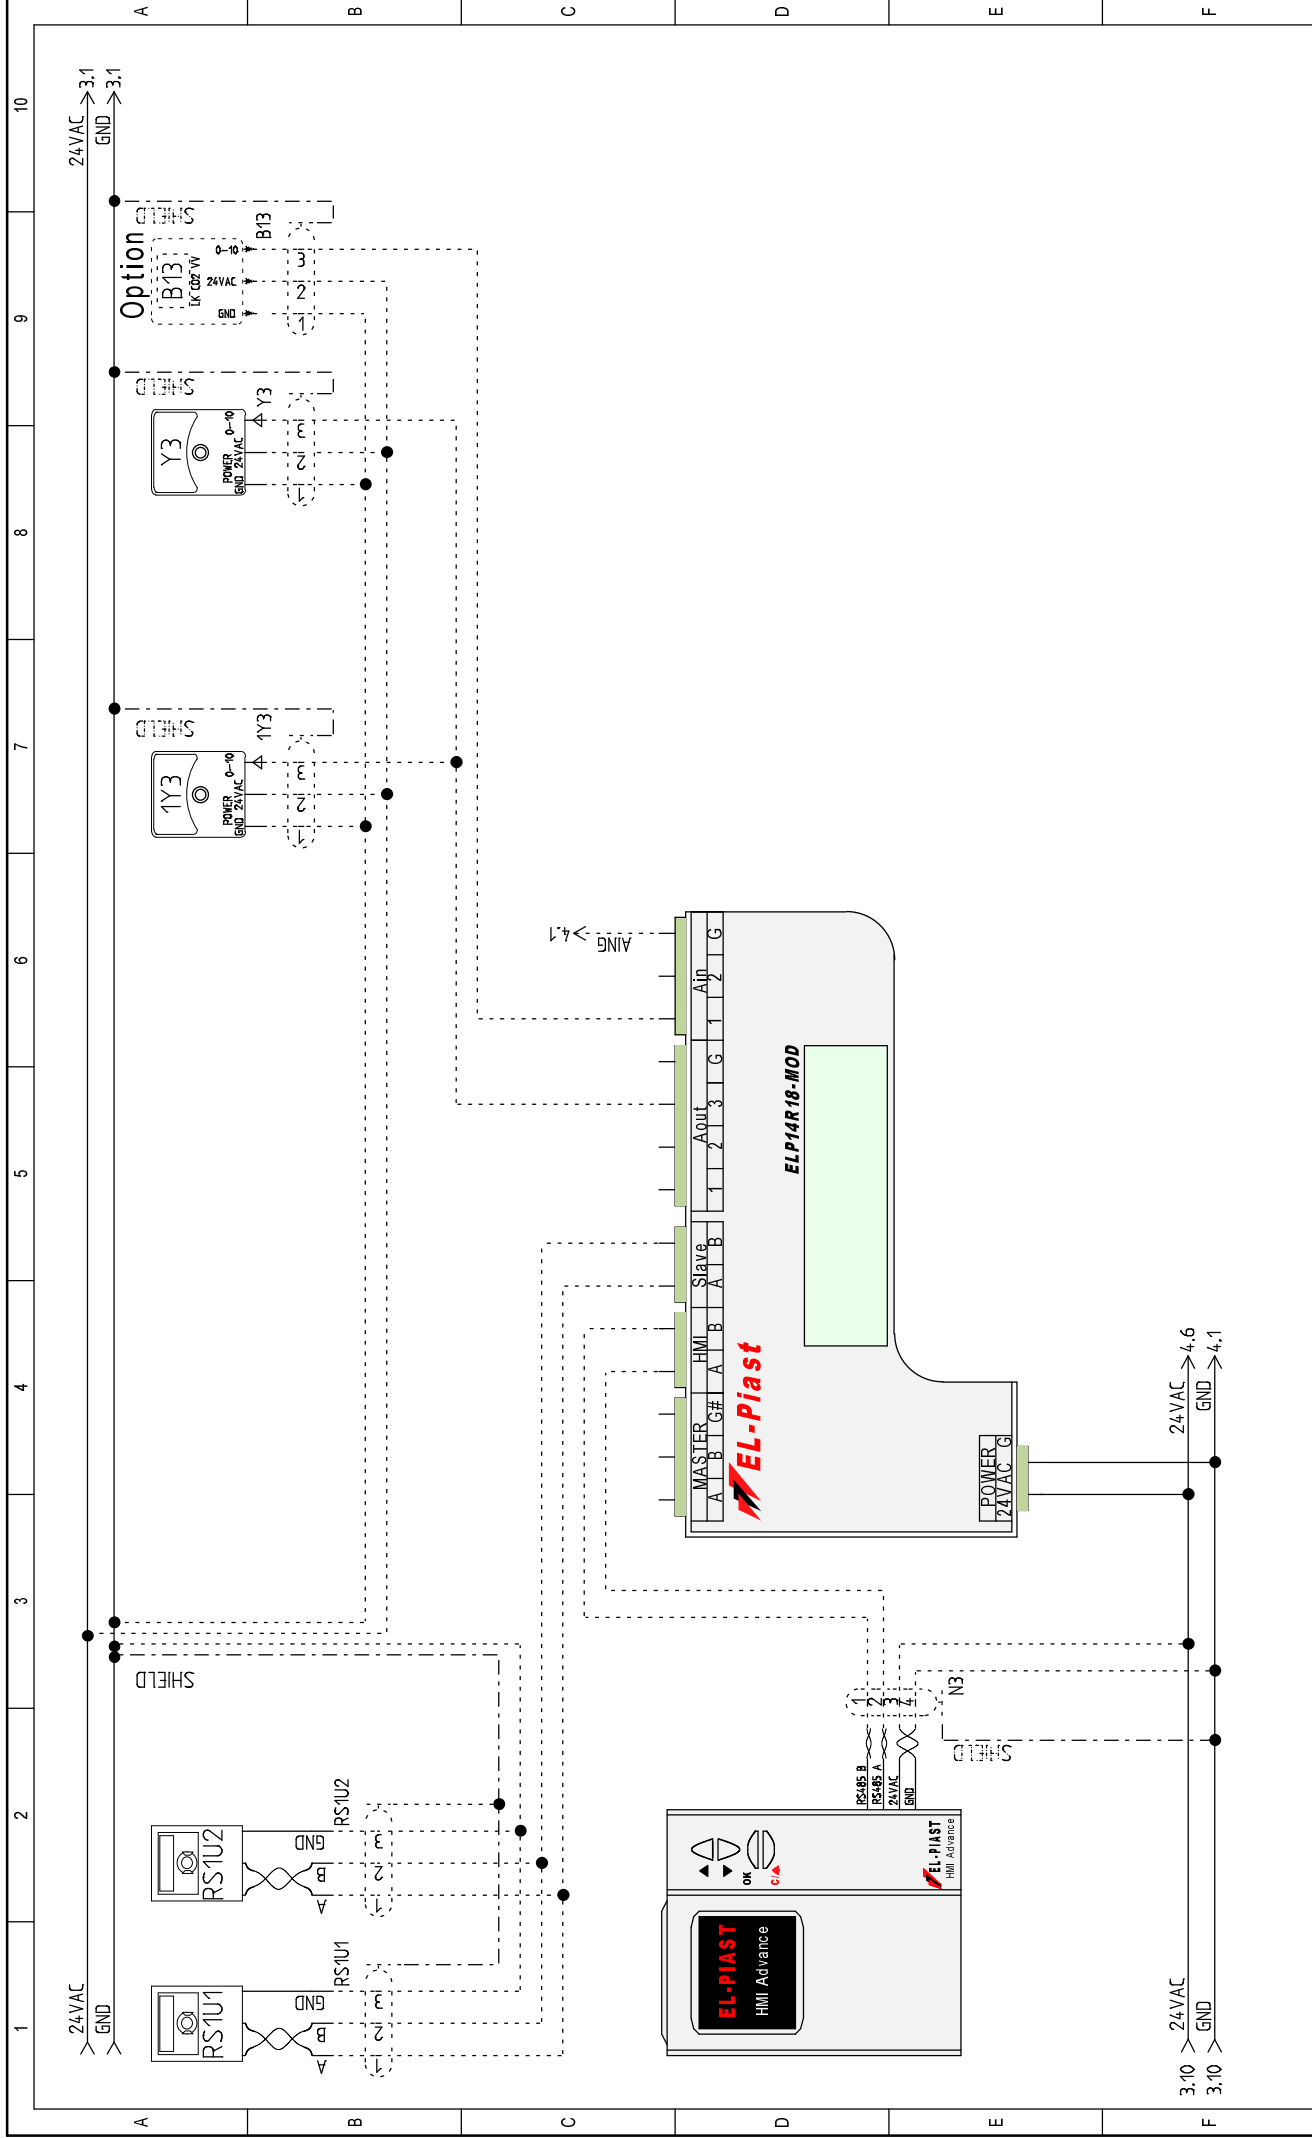 A
B
C
D
E
F
1
2
3
4
5
6
7
8
9
10
24VAC
GND
24VAC
3.1
GND
3.1
RS1U1
A
B
GND
1
2
3
RS1U1
RS1U2
A
B
GND
1
2
3
RS1U2
SHIELD
1Y3
POWER
GND 24VAC
0-10
1
2
3
1Y3
SHIELD
Y3
POWER
GND 24VAC
0-10
1
2
3
Y3
SHIELD
Option
B13
LK CO2 VV
GND
24VAC
0-10
1
2
3
B13
SHIELD
4.1
AING
MASTER
HMI
Slave
Aout
Ain
A B G#
A B
A B
1 2 3 G
1 2 G
EL-Piast
ELP14R18-MOD
POWER
24VAC G
EL-PIAST
HMI Advance
OK
C/
EL-PIAST
HMI Advance
RS485 B
RS485 A
24VAC
GND
1
2
3
4
N3
SHIELD
3.10
24VAC
24VAC
4.6
3.10
GND
GND
4.1
A
B
C
D
E
F